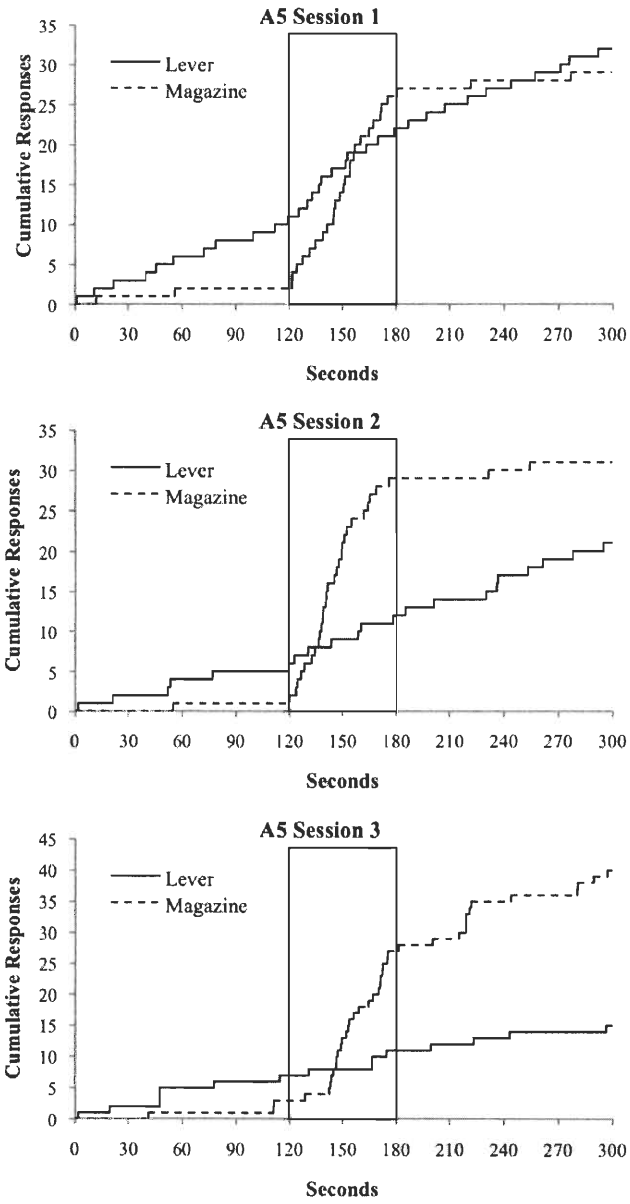 A5 Session 1
35
30
25
20
15
10
5
0
Cumulative Responses
Lever
Magazine
0 30 60 90 120 150 180 210 240 270 300
Seconds
A5 Session 2
35
30
25
20
15
10
5
0
Cumulative Responses
Lever
Magazine
0 30 60 90 120 150 180 210 240 270 300
Seconds
A5 Session 3
45
40
35
30
25
20
15
10
5
0
Cumulative Responses
Lever
Magazine
0 30 60 90 120 150 180 210 240 270 300
Seconds